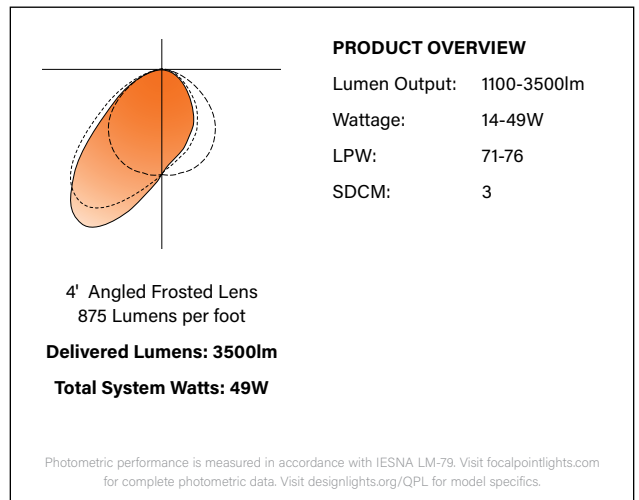 PRODUCT OVERVIEW
Lumen Output: 1100-3500lm
Wattage: 14-49W
LPW: 71-76
SDCM: 3
4' Angled Frosted Lens
875 Lumens per foot
Delivered Lumens: 3500lm
Total System Watts: 49W
Photometric performance is measured in accordance with IESNA LM-79. Visit focalpointlights.com
for complete photometric data. Visit designlights.org/QPL for model specifics.